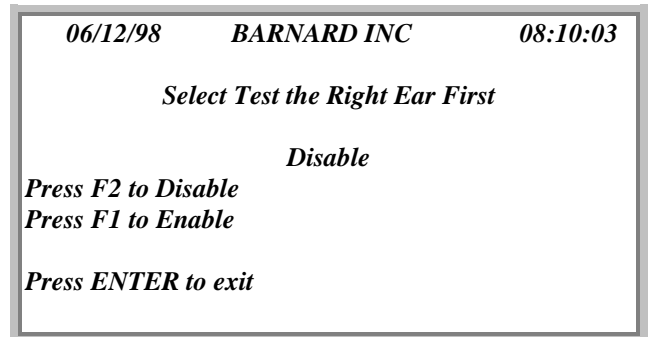 06/12/98 BARNARD INC 08:10:03
Select Test the Right Ear First
Disable
Press F2 to Disable
Press F1 to Enable
Press ENTER to exit